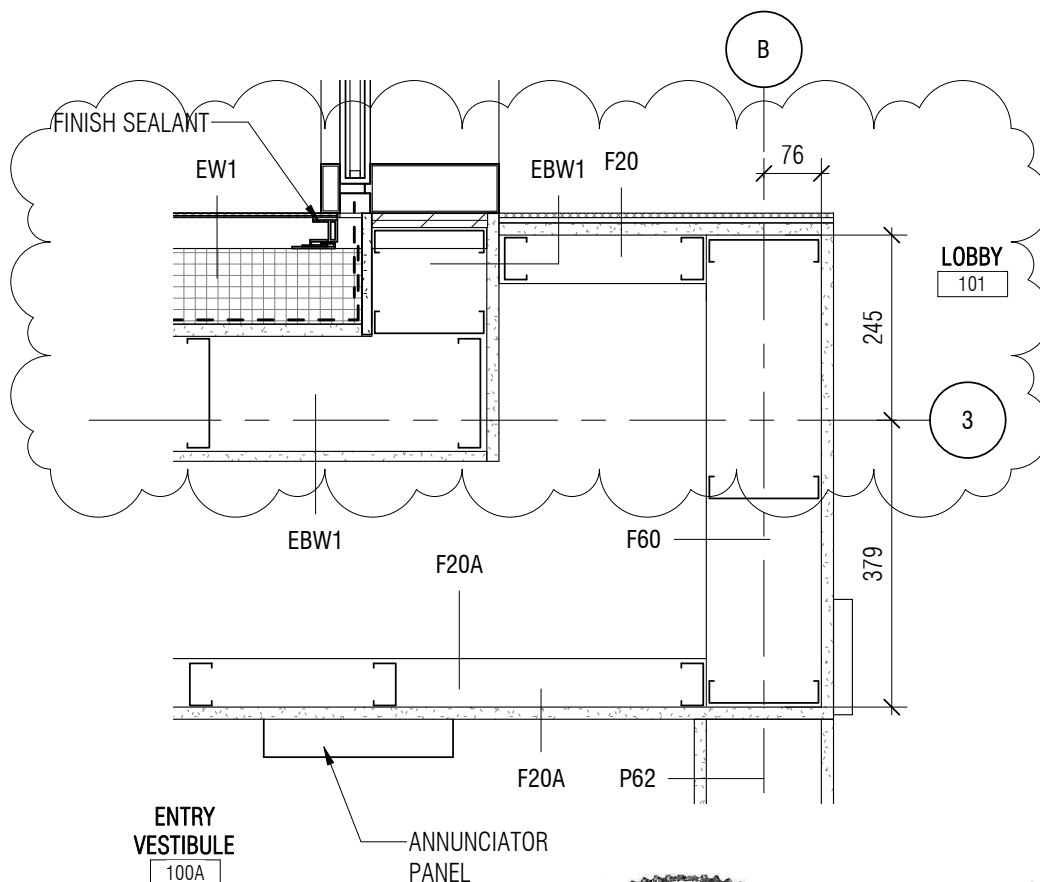 B
FINISH SEALANT
EW1
EBW1
F20
76
LOBBY
101
245
3
EBW1
F60
F20A
379
F20A
P62
ENTRY
VESTIBULE
100A
ANNUNCIATOR
PANEL